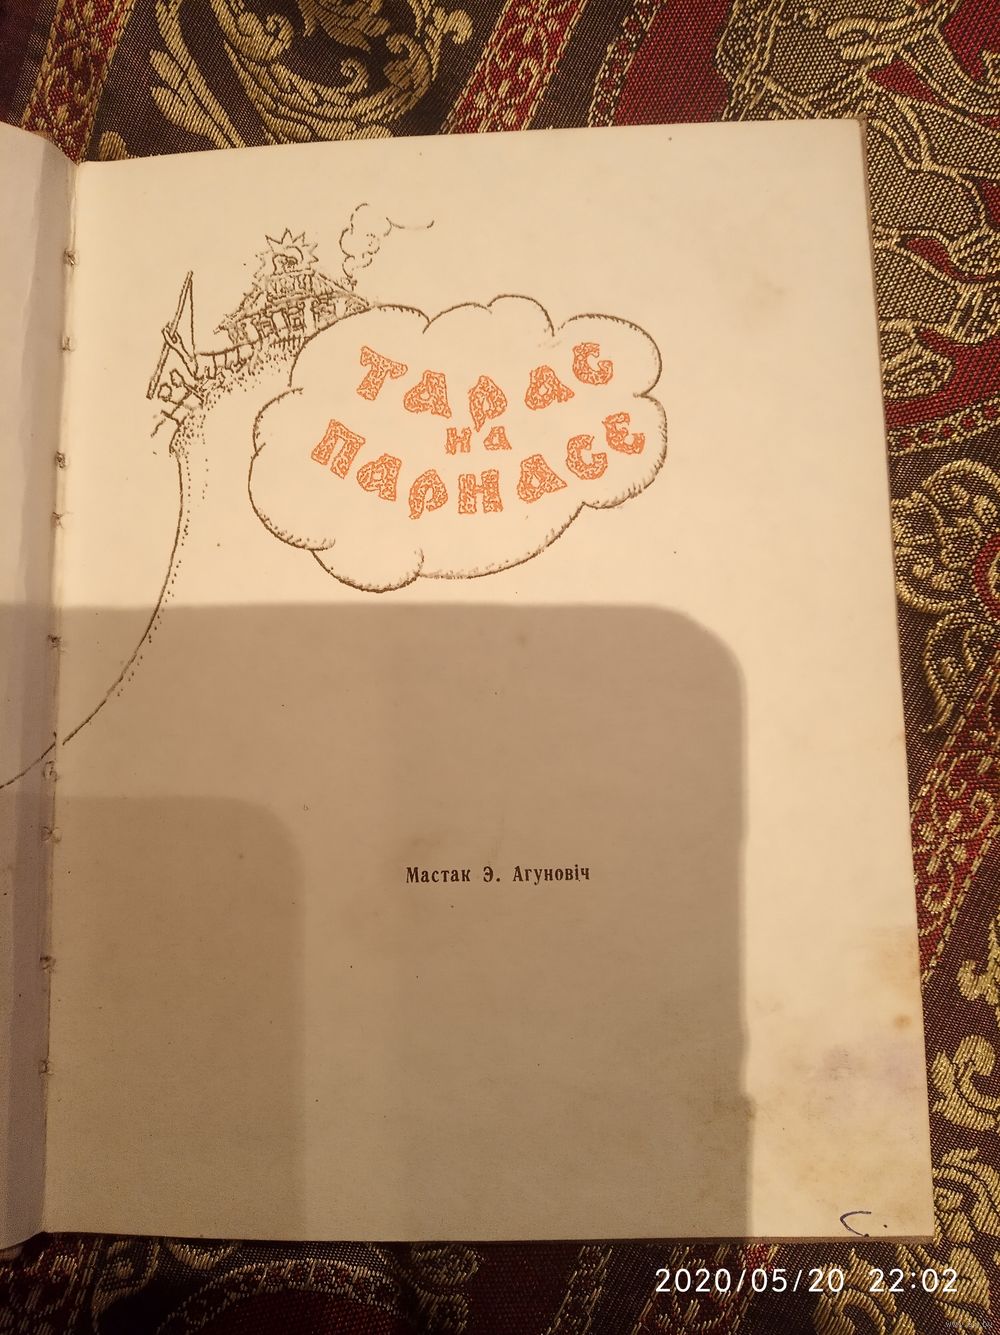 ТАРАС
НА
ПАРНАСЕ
Мастак Э. Агуновіч
2020/05/20 22:02